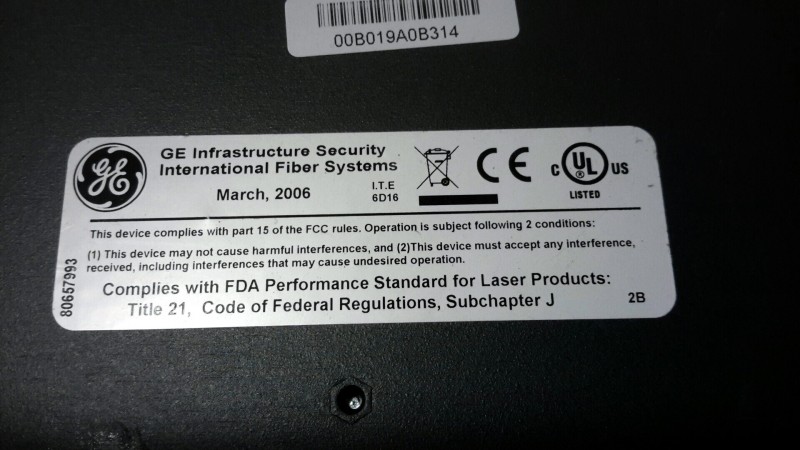 00B019A0B314
GE
GE Infrastructure Security
International Fiber Systems
March, 2006
I.T.E
6D16
CE
C UL US
®
LISTED
This device complies with part 15 of the FCC rules. Operation is subject following 2 conditions:
(1) This device may not cause harmful interferences, and (2)This device must accept any interference,
received, including interferences that may cause undesired operation.
Complies with FDA Performance Standard for Laser Products:
Title 21, Code of Federal Regulations, Subchapter J
2B
80657993